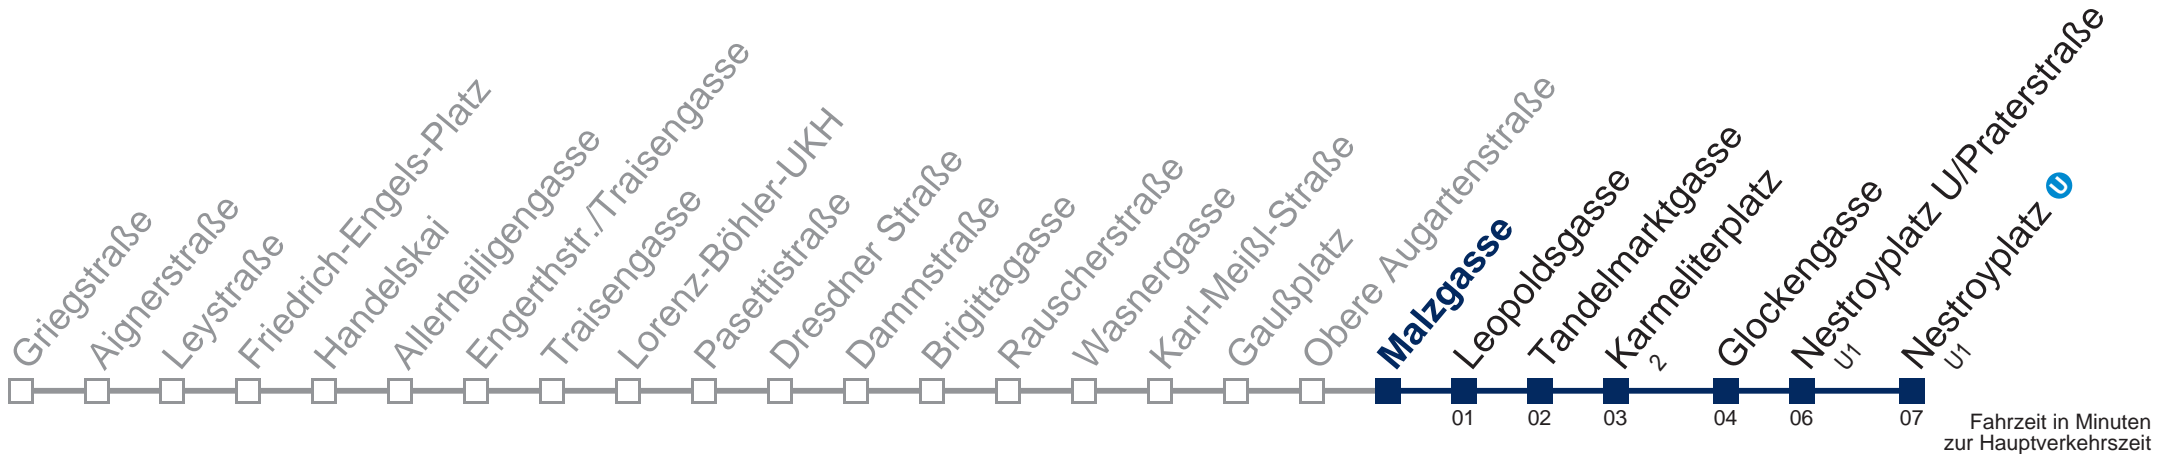 Griegstraße
Aignerstraße
Leystraße
Friedrich-Engels-Platz
Handelskai
Allerheiligengasse
Engerthstr./Traisengasse
Traisengasse
Lorenz-Böhler-UKH
Pasettistraße
Dresdner Straße
Dammstraße
Brigittagasse
Rauscherstraße
Wasnergasse
Karl-Meißl-Straße
Gaußplatz
Obere Augartenstraße
Malzgasse
Leopoldsgasse
01
Tandelmarktgasse
02
Karmeliterplatz
2
03
Glockengasse
04
Nestroyplatz U/Praterstraße
U1
06
Nestroyplatz U
U1
07
Fahrzeit in Minuten
zur Hauptverkehrszeit